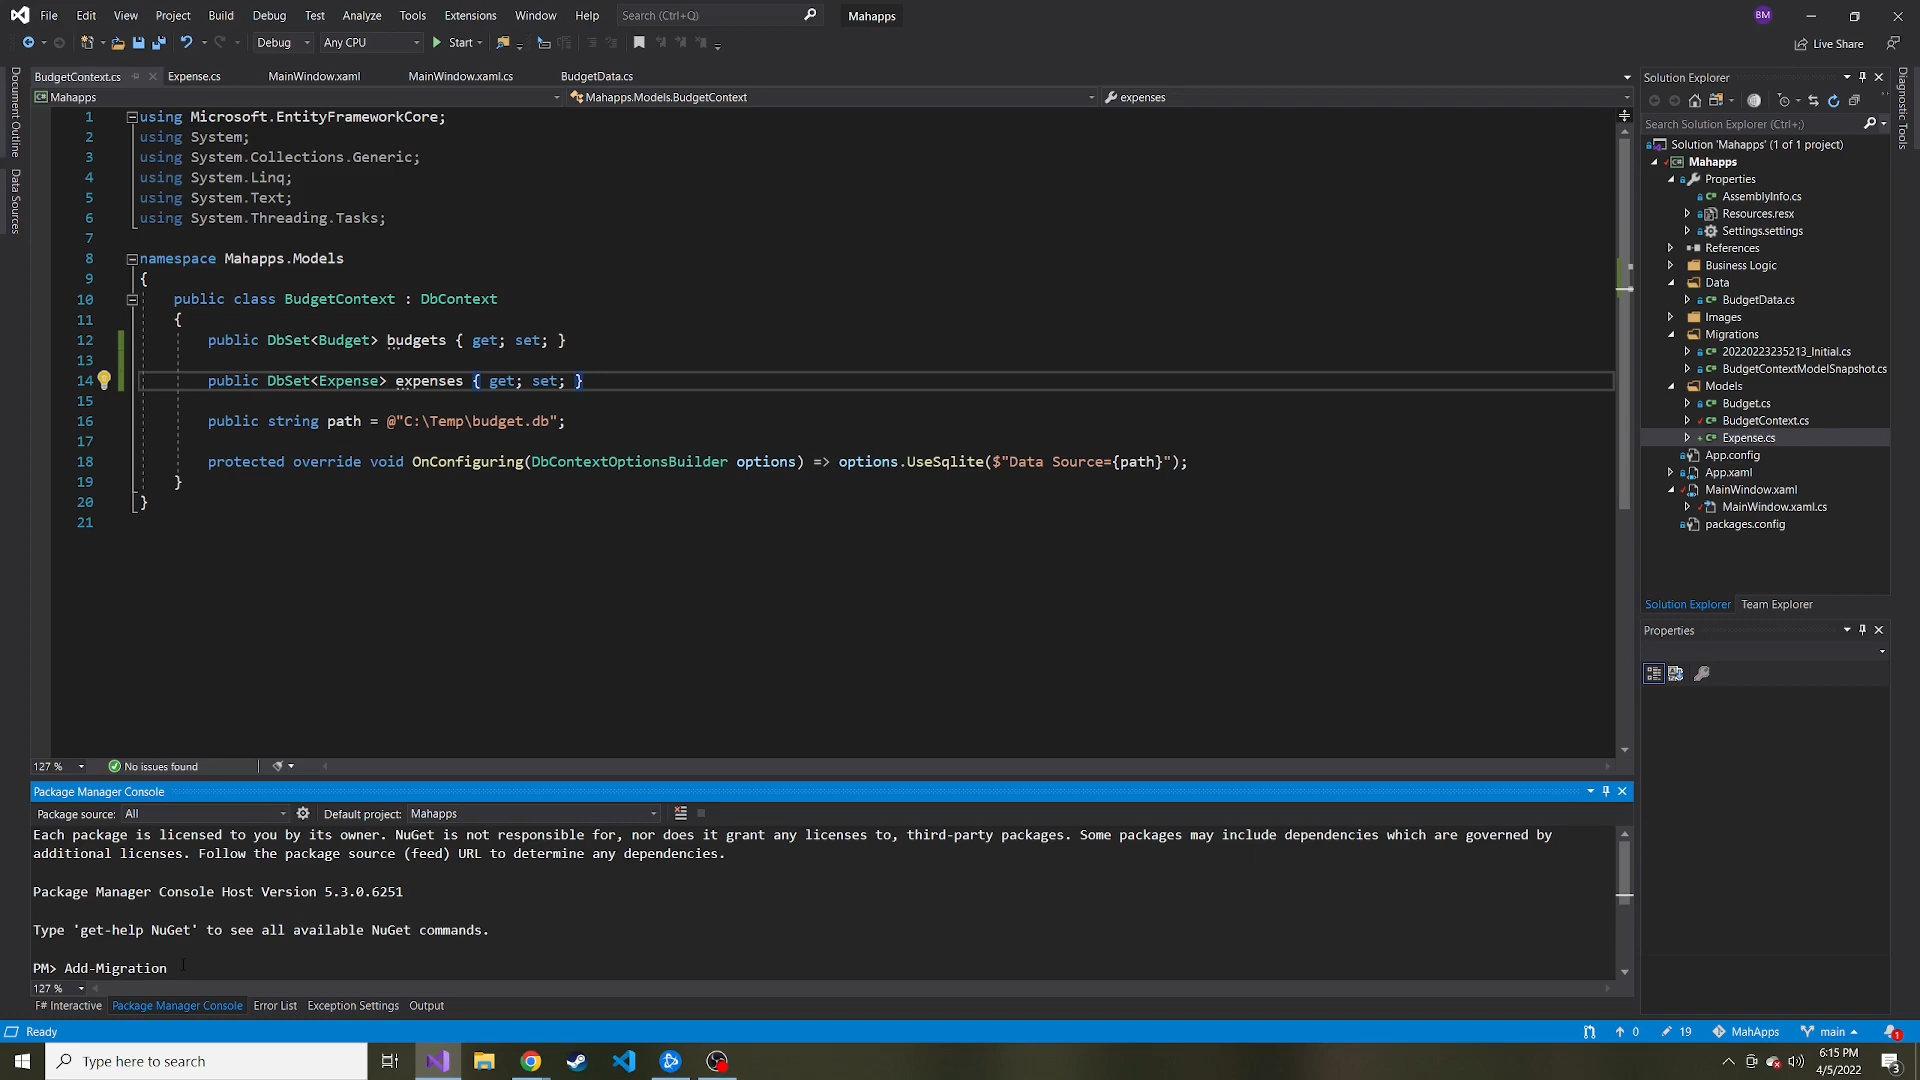 File Edit View Project Build Debug Test Analyze Tools Extensions Window Help Search (Ctrl+Q) Mahapps BM
Debug Any CPU Start Live Share
BudgetContext.cs Expense.cs MainWindow.xaml MainWindow.xaml.cs BudgetData.cs
Mahapps Mahapps.Models.BudgetContext expenses
Document Outline
Data Sources
1 using Microsoft.EntityFrameworkCore;
2 using System;
3 using System.Collections.Generic;
4 using System.Linq;
5 using System.Text;
6 using System.Threading.Tasks;
7
8 namespace Mahapps.Models
9 {
10 public class BudgetContext : DbContext
11 {
12 public DbSet<Budget> budgets { get; set; }
13
14 public DbSet<Expense> expenses { get; set; }
15
16 public string path = @"C:\Temp\budget.db";
17
18 protected override void OnConfiguring(DbContextOptionsBuilder options) => options.UseSqlite($"Data Source={path}");
19 }
20 }
21
127 % No issues found
Solution Explorer
Search Solution Explorer (Ctrl+;)
Solution 'Mahapps' (1 of 1 project)
Mahapps
Properties
AssemblyInfo.cs
Resources.resx
Settings.settings
References
Business Logic
Data
BudgetData.cs
Images
Migrations
20220223235213_Initial.cs
BudgetContextModelSnapshot.cs
Models
Budget.cs
BudgetContext.cs
Expense.cs
App.config
App.xaml
MainWindow.xaml
MainWindow.xaml.cs
packages.config
Solution Explorer Team Explorer
Properties
Diagnostic Tools
Package Manager Console
Package source: All Default project: Mahapps
Each package is licensed to you by its owner. NuGet is not responsible for, nor does it grant any licenses to, third-party packages. Some packages may include dependencies which are governed by
additional licenses. Follow the package source (feed) URL to determine any dependencies.
Package Manager Console Host Version 5.3.0.6251
Type 'get-help NuGet' to see all available NuGet commands.
PM> Add-Migration
127 %
F# Interactive Package Manager Console Error List Exception Settings Output
Ready 0 19 MahApps main 1
Type here to search 6:15 PM
4/5/2022 3